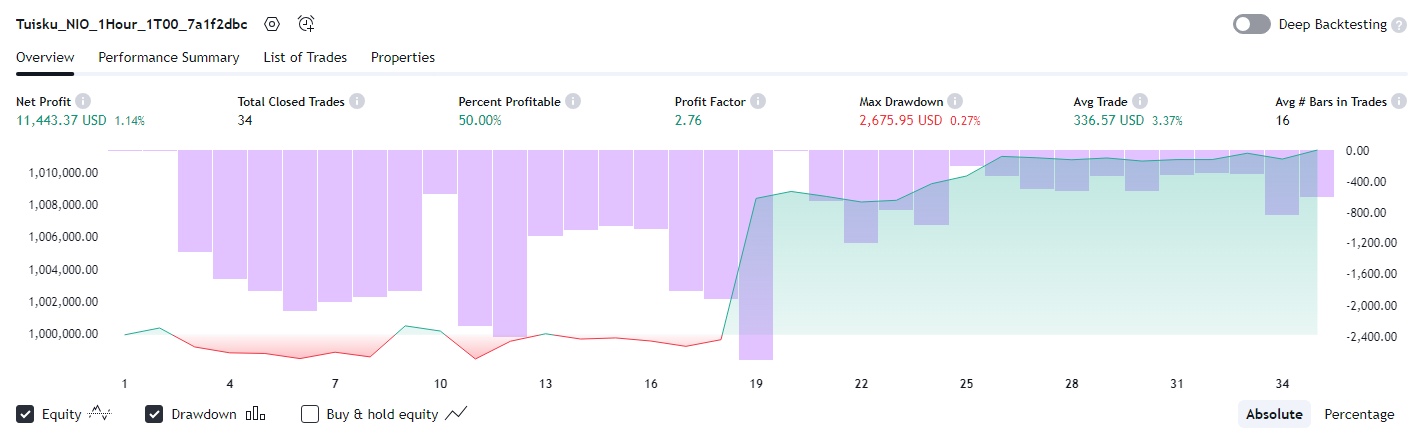 Tuisku_NIO_1Hour_1T00_7a1f2dbc
Deep Backtesting ?
Overview Performance Summary List of Trades Properties
Net Profit i Total Closed Trades i Percent Profitable i Profit Factor i Max Drawdown i Avg Trade i Avg # Bars in Trades i
11,443.37 USD 1.14% 34 50.00% 2.76 2,675.95 USD 0.27% 336.57 USD 3.37% 16
0.00
1,010,000.00
-400.00
1,008,000.00
-800.00
1,006,000.00
-1,200.00
1,004,000.00
-1,600.00
1,002,000.00
-2,000.00
1,000,000.00
-2,400.00
1 4 7 10 13 16 19 22 25 28 31 34
Equity Drawdown Buy & hold equity Absolute Percentage